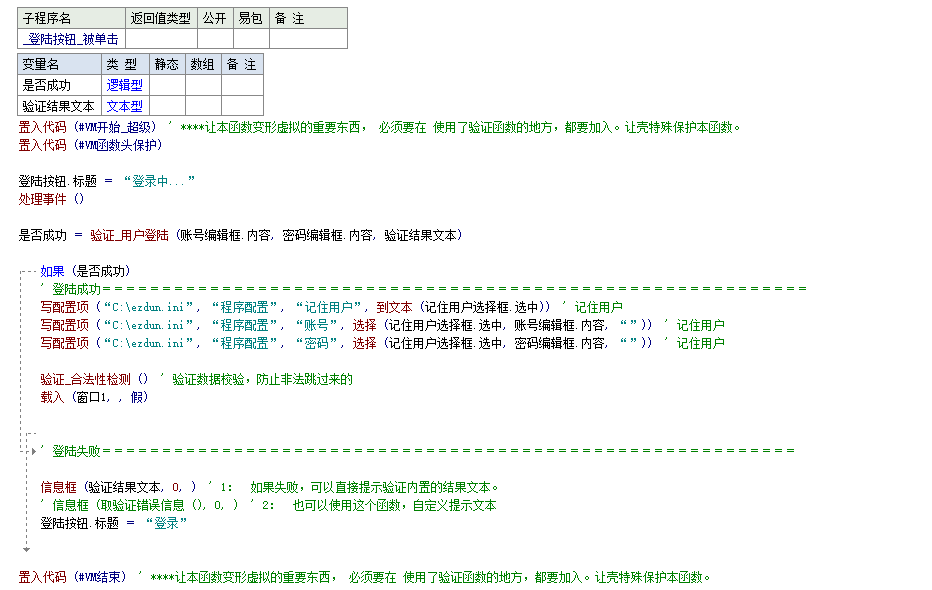 子程序名 返回值类型 公开 易包 备 注
_登陆按钮_被单击
变量名 类 型 静态 数组 备 注
是否成功 逻辑型
验证结果文本 文本型
置入代码 (#VM开始_超级) ' ****让本函数变形虚拟的重要东西， 必须要在 使用了验证函数的地方，都要加入。让壳特殊保护本函数。
置入代码 (#VM函数头保护)
登陆按钮.标题 ＝ “登录中...”
处理事件 ()
是否成功 ＝ 验证_用户登陆 (账号编辑框.内容, 密码编辑框.内容, 验证结果文本)
如果 (是否成功)
' 登陆成功＝＝＝＝＝＝＝＝＝＝＝＝＝＝＝＝＝＝＝＝＝＝＝＝＝＝＝＝＝＝＝＝＝＝＝＝＝＝＝＝＝＝＝＝＝＝＝＝＝＝＝＝＝＝＝＝＝＝＝
写配置项 (“C:\ezdun.ini”, “程序配置”, “记住用户”, 到文本 (记住用户选择框.选中)) ' 记住用户
写配置项 (“C:\ezdun.ini”, “程序配置”, “账号”, 选择 (记住用户选择框.选中, 账号编辑框.内容, “”)) ' 记住用户
写配置项 (“C:\ezdun.ini”, “程序配置”, “密码”, 选择 (记住用户选择框.选中, 密码编辑框.内容, “”)) ' 记住用户
验证_合法性检测 () ' 验证数据校验，防止非法跳过来的
载入 (窗口1, , 假)
' 登陆失败＝＝＝＝＝＝＝＝＝＝＝＝＝＝＝＝＝＝＝＝＝＝＝＝＝＝＝＝＝＝＝＝＝＝＝＝＝＝＝＝＝＝＝＝＝＝＝＝＝＝＝＝＝＝＝＝＝＝
信息框 (验证结果文本, 0, ) ' 1： 如果失败，可以直接提示验证内置的结果文本。
' 信息框 (取验证错误信息 (), 0, ) ' 2： 也可以使用这个函数，自定义提示文本
登陆按钮.标题 ＝ “登录”
置入代码 (#VM结束) ' ****让本函数变形虚拟的重要东西， 必须要在 使用了验证函数的地方，都要加入。让壳特殊保护本函数。